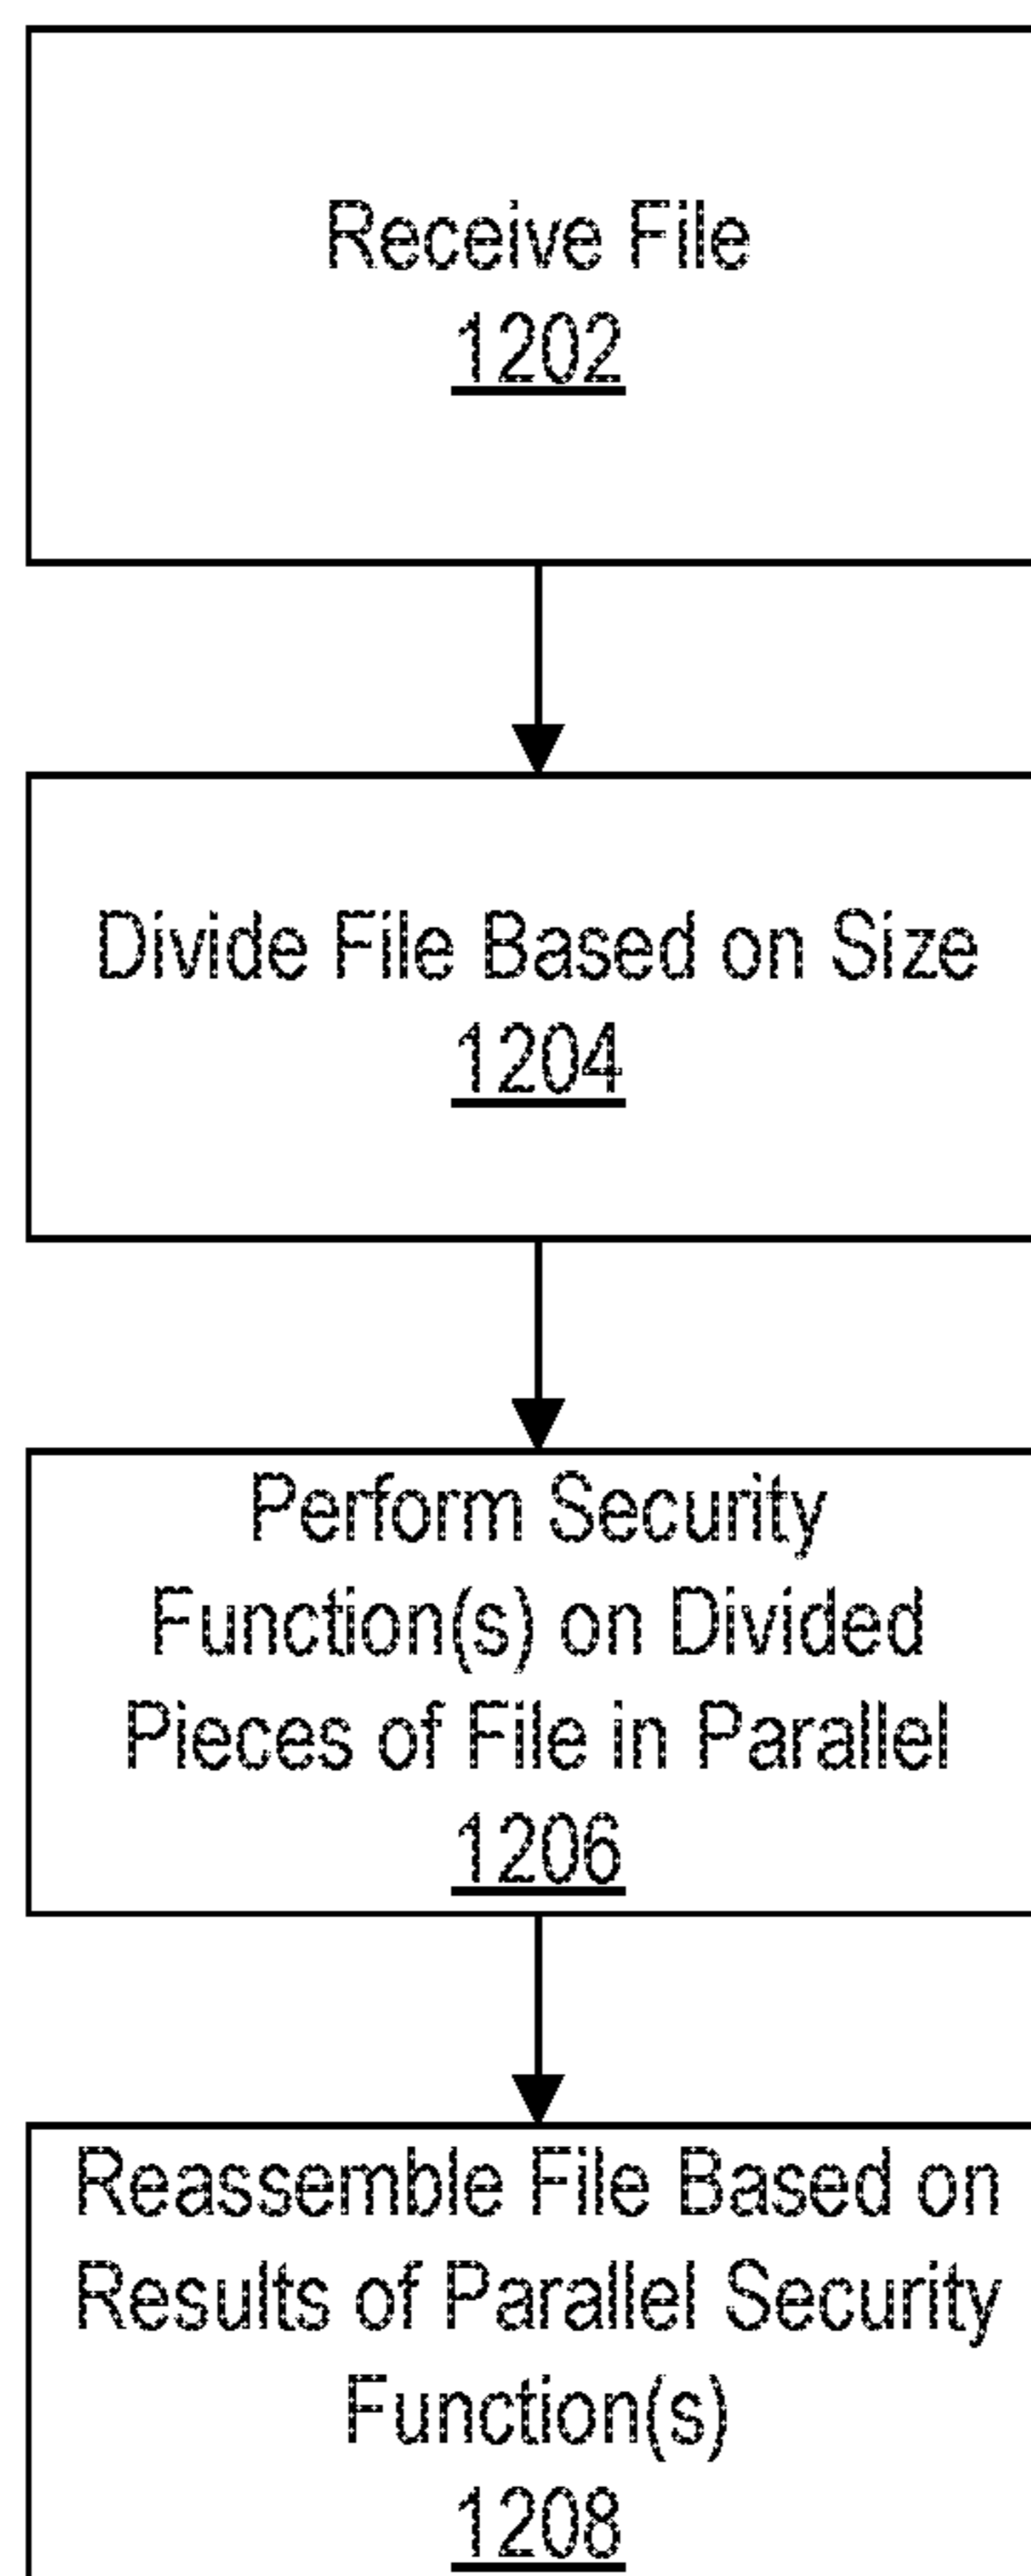 Receive File
1202
Divide File Based on Size
1204
Perform Security
Function(s) on Divided
Pieces of File in Parallel
1206
Reassemble File Based on
Results of Parallel Security
Function(s)
1208